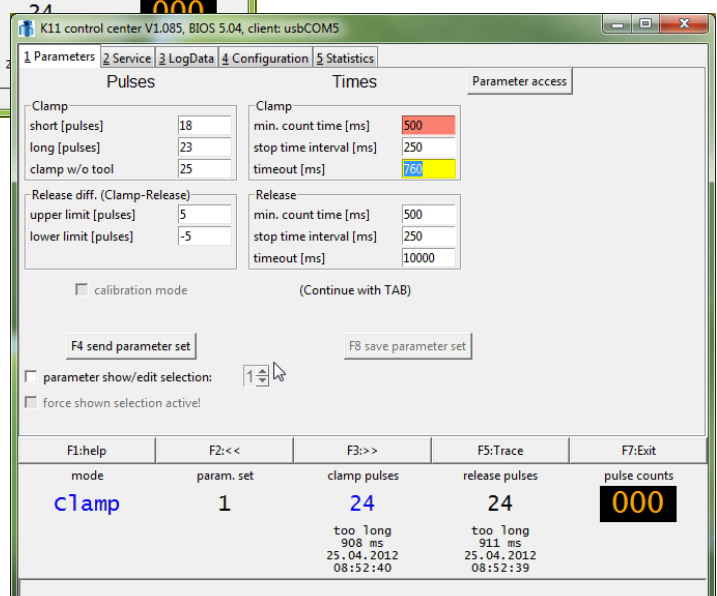 24 000
K11 control center V1.085, BIOS 5.04, client: usbCOM5
1 Parameters 2 Service 3 LogData 4 Configuration 5 Statistics
Pulses Times Parameter access
Clamp Clamp
short [pulses] 18 min. count time [ms] 500
long [pulses] 23 stop time interval [ms] 250
clamp w/o tool 25 timeout [ms] 760
Release diff. (Clamp-Release) Release
upper limit [pulses] 5 min. count time [ms] 500
lower limit [pulses] -5 stop time interval [ms] 250
timeout [ms] 10000
calibration mode (Continue with TAB)
F4 send parameter set F8 save parameter set
parameter show/edit selection: 1
force shown selection active!
F1:help F2:<< F3:>> F5:Trace F7:Exit
mode param. set clamp pulses release pulses pulse counts
Clamp 1 24 24 000
too long too long
908 ms 911 ms
25.04.2012 25.04.2012
08:52:40 08:52:39